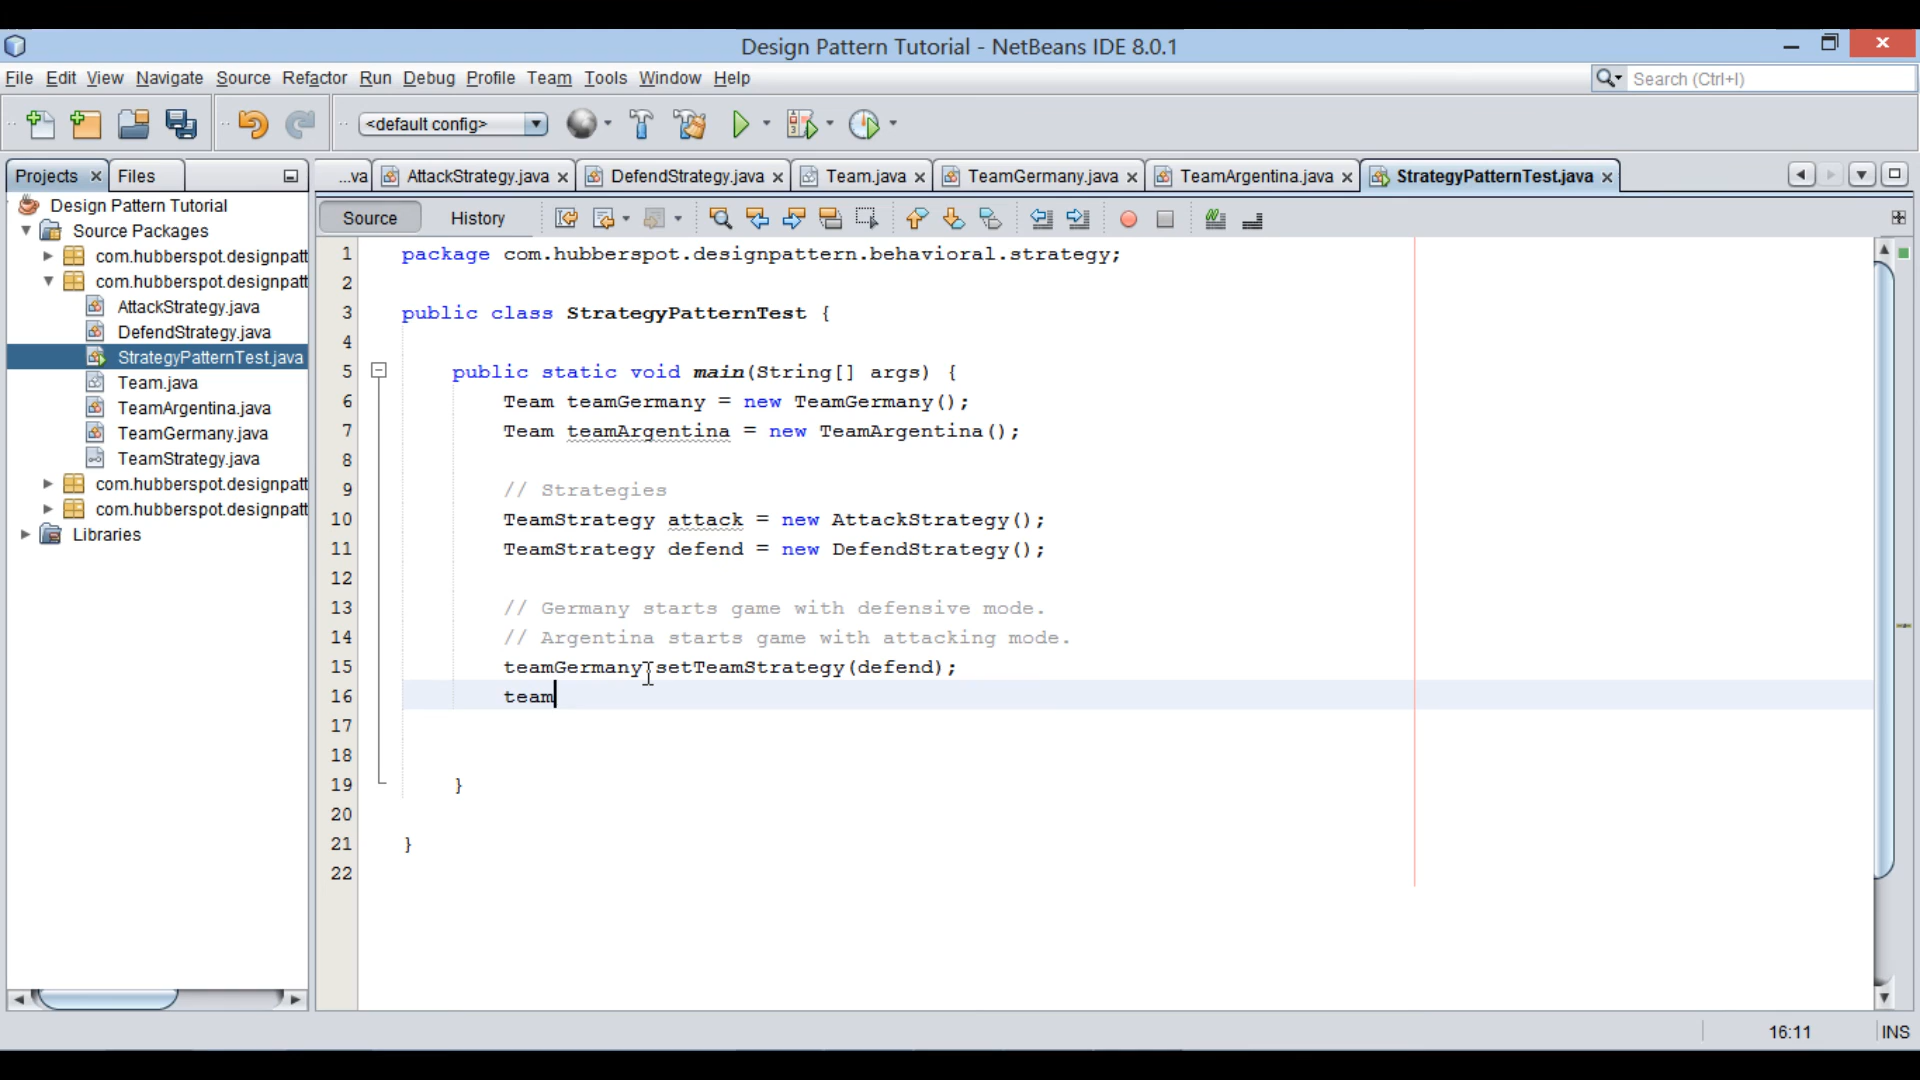 Design Pattern Tutorial - NetBeans IDE 8.0.1
File Edit View Navigate Source Refactor Run Debug Profile Team Tools Window Help
Search (Ctrl+I)
<default config>
Projects
Files
...va
AttackStrategy.java
DefendStrategy.java
Team.java
TeamGermany.java
TeamArgentina.java
StrategyPatternTest.java
Source
History
Design Pattern Tutorial
Source Packages
com.hubberspot.designpatt
com.hubberspot.designpatt
AttackStrategy.java
DefendStrategy.java
StrategyPatternTest.java
Team.java
TeamArgentina.java
TeamGermany.java
TeamStrategy.java
com.hubberspot.designpatt
com.hubberspot.designpatt
Libraries
1 package com.hubberspot.designpattern.behavioral.strategy;
2
3 public class StrategyPatternTest {
4
5 public static void main(String[] args) {
6 Team teamGermany = new TeamGermany();
7 Team teamArgentina = new TeamArgentina();
8
9 // Strategies
10 TeamStrategy attack = new AttackStrategy();
11 TeamStrategy defend = new DefendStrategy();
12
13 // Germany starts game with defensive mode.
14 // Argentina starts game with attacking mode.
15 teamGermany.setTeamStrategy(defend);
16 team
17
18
19 }
20
21 }
22
16:11
INS